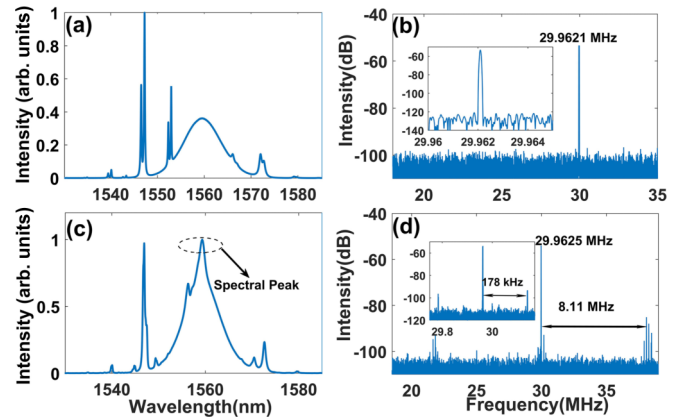 (a)
Intensity (arb. units)
1
0.8
0.6
0.4
0.2
0
1540 1550 1560 1570 1580
(b)
Intensity(dB)
-40
-60
-80
-100
20 25 30 35
29.9621 MHz
-40
-60
-80
-100
-120
-140
29.96 29.962 29.964
(c)
Intensity (arb. units)
1
0.5
0
1540 1550 1560 1570 1580
Wavelength(nm)
Spectral Peak
(d)
Intensity(dB)
-40
-60
-80
-100
20 25 30 35
Frequency(MHz)
29.9625 MHz
8.11 MHz
-40
-60
-80
-100
-120
29.8 30
178 kHz